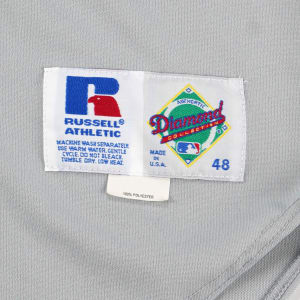 RUSSELL®
ATHLETIC
MACHINE WASH SEPARATELY
USE WARM WATER, GENTLE
CYCLE. DO NOT BLEACH.
TUMBLE DRY. LOW HEAT.
AUTHENTIC
Diamond
COLLECTION
MADE IN
U.S.A.
48
100% POLYESTER